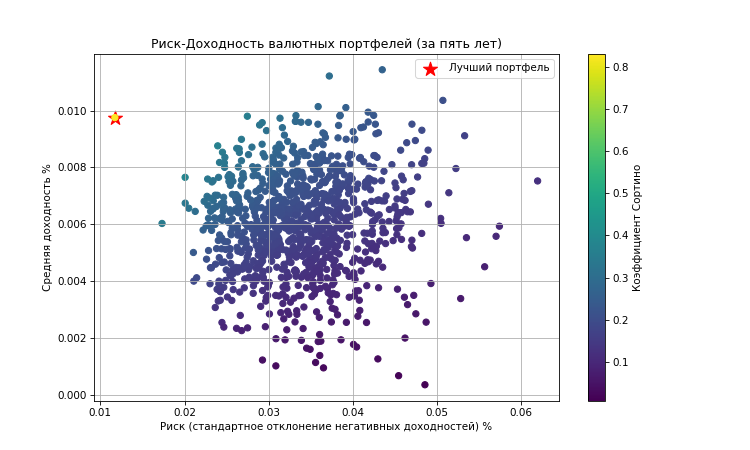 Риск-Доходность валютных портфелей (за пять лет)
Лучший портфель
0.010
0.008
0.006
0.004
0.002
0.000
Средняя доходность %
0.01 0.02 0.03 0.04 0.05 0.06
Риск (стандартное отклонение негативных доходностей) %
0.8
0.7
0.6
0.5
0.4
0.3
0.2
0.1
Коэффициент Сортино